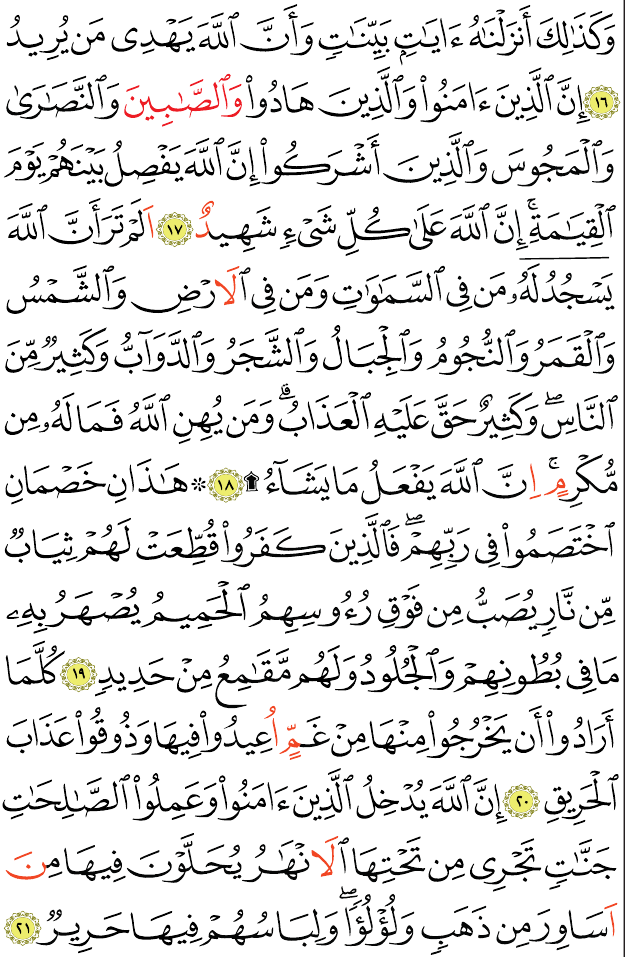 وَكَذَٰلِكَ أَنزَلْنَٰهُ ءَايَٰتِۭ بَيِّنَٰتٖ وَأَنَّ ٱللَّهَ يَهْدِى مَن يُرِيدُ
١٦ إِنَّ ٱلَّذِينَ ءَامَنُواْ وَٱلَّذِينَ هَادُواْ وَٱلصَّٰبِينَ وَٱلنَّصَٰرَىٰ
وَٱلْمَجُوسَ وَٱلَّذِينَ أَشْرَكُواْ إِنَّ ٱللَّهَ يَفْصِلُ بَيْنَهُمْ يَوْمَ
ٱلْقِيَٰمَةِۚ إِنَّ ٱللَّهَ عَلَىٰ كُلِّ شَىْءٖ شَهِيدٌ ١٧ اَلَمْ تَرَ أَنَّ ٱللَّهَ
يَسْجُدُ لَهُۥ مَن فِى ٱلسَّمَٰوَٰتِ وَمَن فِى ٱلَارْضِ وَٱلشَّمْسُ
وَٱلْقَمَرُ وَٱلنُّجُومُ وَٱلْجِبَالُ وَٱلشَّجَرُ وَٱلدَّوَآبُّ وَكَثِيرٞ مِّنَ
ٱلنَّاسِۖ وَكَثِيرٌ حَقَّ عَلَيْهِ ٱلْعَذَابُۗ وَمَن يُهِنِ ٱللَّهُ فَمَا لَهُۥ مِن
مُّكْرِمٍۚ اِنَّ ٱللَّهَ يَفْعَلُ مَا يَشَآءُ ۩ ١٨ ۞ هَٰذَانِ خَصْمَانِ
ٱخْتَصَمُواْ فِى رَبِّهِمْۖ فَٱلَّذِينَ كَفَرُواْ قُطِّعَتْ لَهُمْ ثِيَابٞ
مِّن نَّارٖ يُصَبُّ مِن فَوْقِ رُءُوسِهِمُ ٱلْحَمِيمُ يُصْهَرُ بِهِۦ
مَا فِى بُطُونِهِمْ وَٱلْجُلُودُ وَلَهُم مَّقَٰمِعُ مِنْ حَدِيدٖ ١٩ كُلَّمَا
أَرَادُواْ أَن يَخْرُجُواْ مِنْهَا مِنْ غَمٍّ اُعِيدُواْ فِيهَا وَذُوقُواْ عَذَابَ
ٱلْحَرِيقِ ٢٠ إِنَّ ٱللَّهَ يُدْخِلُ ٱلَّذِينَ ءَامَنُواْ وَعَمِلُواْ ٱلصَّٰلِحَٰتِ
جَنَّٰتٖ تَجْرِى مِن تَحْتِهَا ٱلَانْهَٰرُ يُحَلَّوْنَ فِيهَا مِنَ
اَسَاوِرَ مِن ذَهَبٖ وَلُؤْلُؤٗاۖ وَلِبَاسُهُمْ فِيهَا حَرِيرٞ ٢١